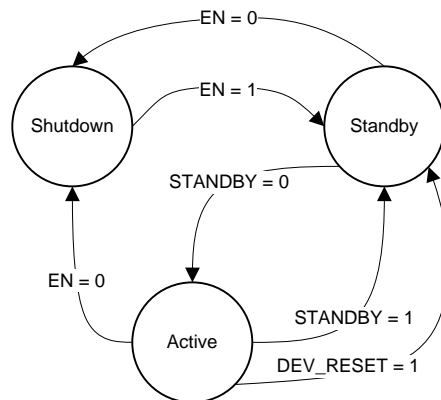 EN = 0
EN = 1
Shutdown
Standby
STANDBY = 0
EN = 0
STANDBY = 1
Active
DEV_RESET = 1